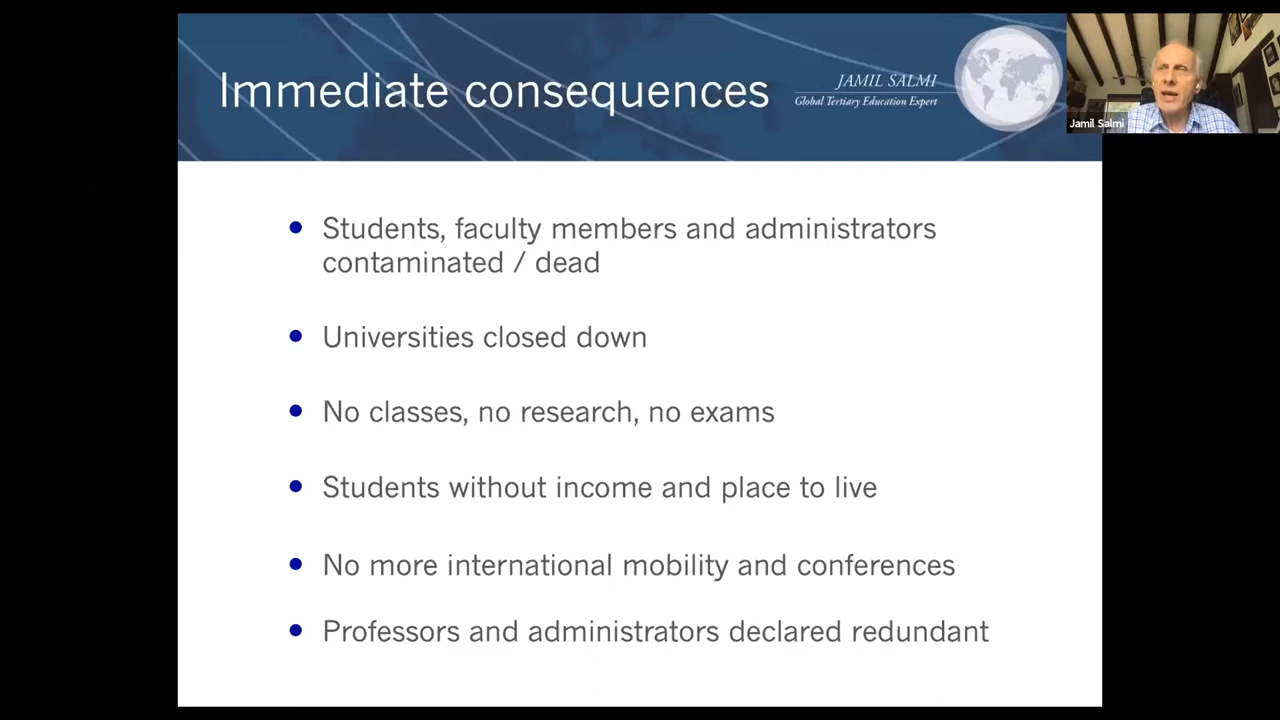 Immediate consequences
JAMIL SALMI
Global Tertiary Education Expert
Jamil Salmi
• Students, faculty members and administrators
contaminated / dead
• Universities closed down
• No classes, no research, no exams
• Students without income and place to live
• No more international mobility and conferences
• Professors and administrators declared redundant